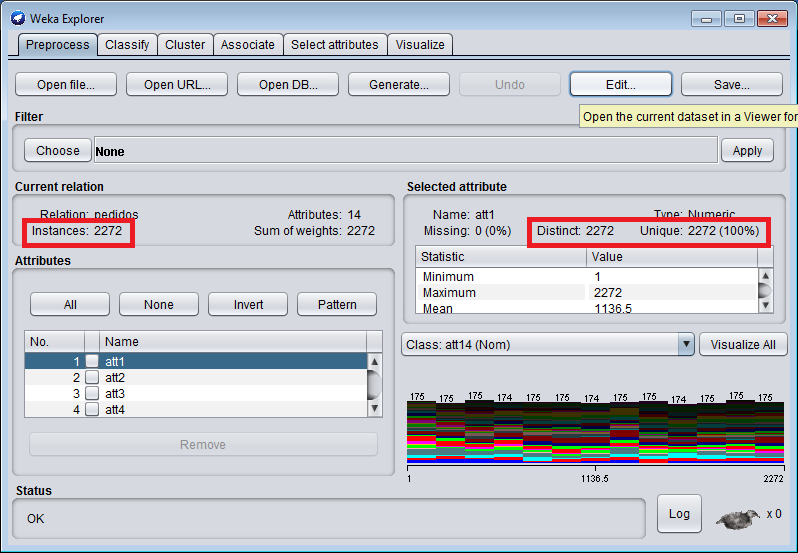 Weka Explorer
Preprocess Classify Cluster Associate Select attributes Visualize
Open file... Open URL... Open DB... Generate... Undo Edit... Save...
Open the current dataset in a Viewer for
Filter
Choose None Apply
Current relation
Relation: pedidos Attributes: 14
Instances: 2272 Sum of weights: 2272
Selected attribute
Name: att1 Type: Numeric
Missing: 0 (0%) Distinct: 2272 Unique: 2272 (100%)
Statistic Value
Minimum 1
Maximum 2272
Mean 1136.5
Attributes
All None Invert Pattern
No. Name
1 att1
2 att2
3 att3
4 att4
Remove
Class: att14 (Nom) Visualize All
175 175 174 175 175 175 175 175 174 174 175 175 175
1 1136.5 2272
Status
OK
Log x 0